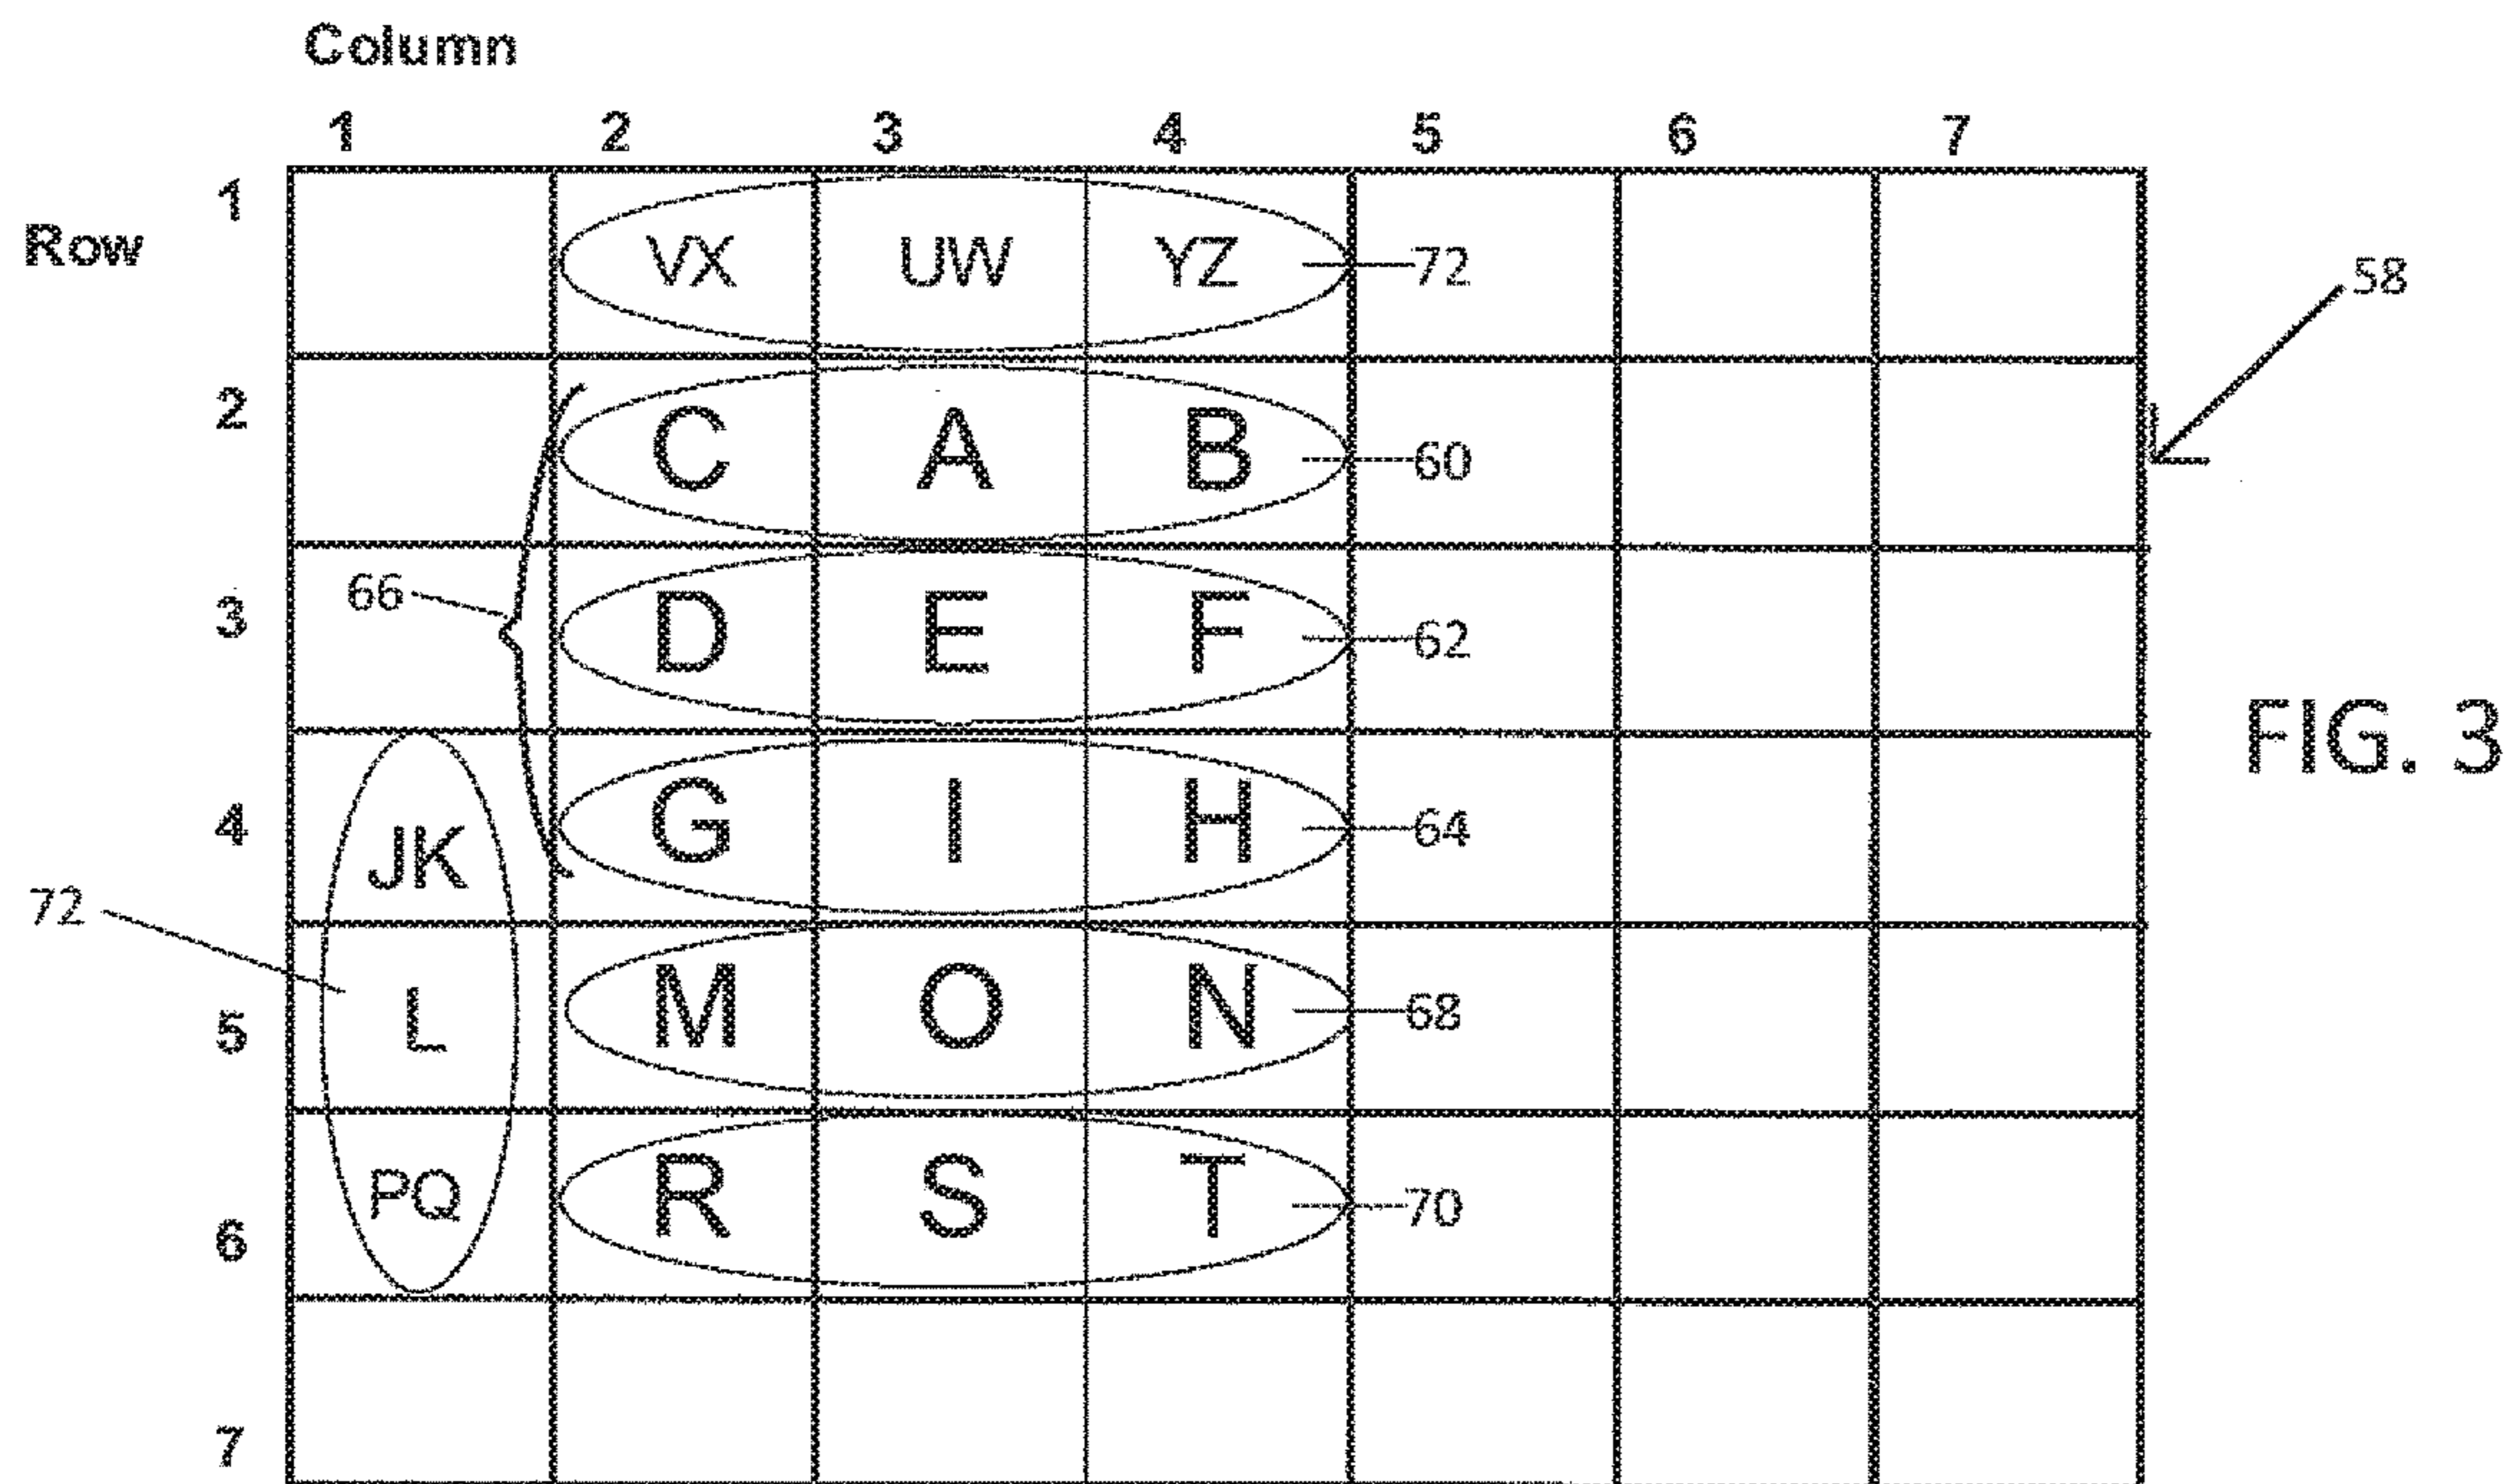 Column
1 2 3 4 5 6 7
1
Row VX UW YZ 72 58
2 C A B 60
66 3 D E F 62
FIG. 3
4 JK G I H 64
72
5 L M O N 68
6 PQ R S T 70
7